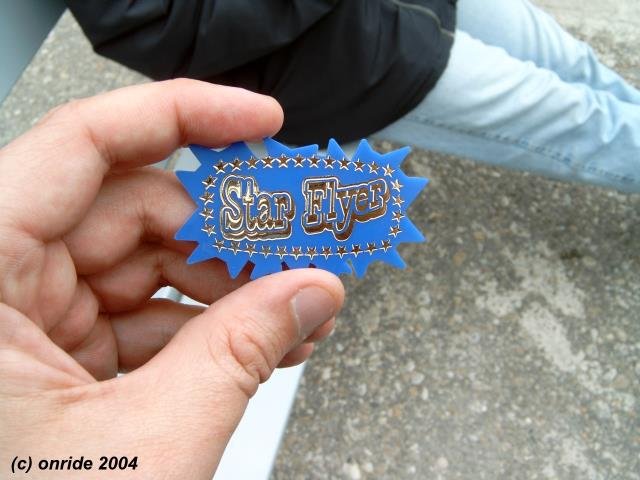 Star Flyer
(c) onride 2004